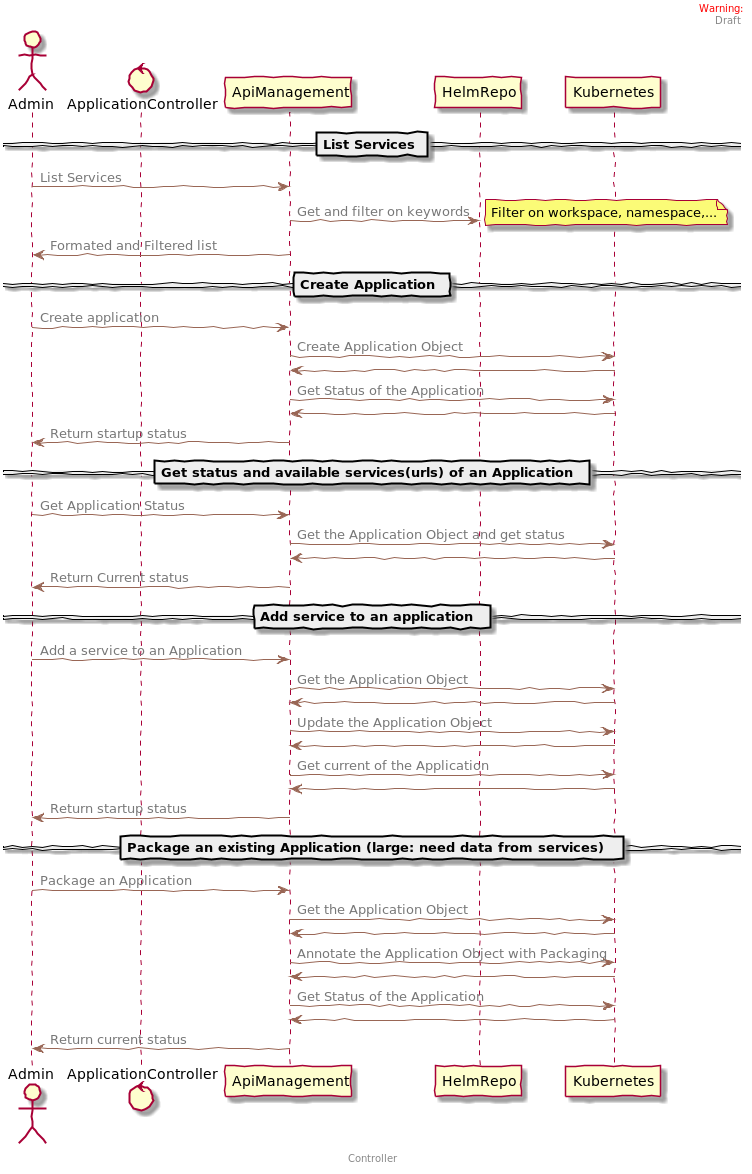 Warning:
Draft
Admin
ApplicationController
ApiManagement
HelmRepo
Kubernetes
List Services
List Services
Get and filter on keywords
Filter on workspace, namespace,...
Formated and Filtered list
Create Application
Create application
Create Application Object
Get Status of the Application
Return startup status
Get status and available services(urls) of an Application
Get Application Status
Get the Application Object and get status
Return Current status
Add service to an application
Add a service to an Application
Get the Application Object
Update the Application Object
Get current of the Application
Return startup status
Package an existing Application (large: need data from services)
Package an Application
Get the Application Object
Annotate the Application Object with Packaging
Get Status of the Application
Return current status
Admin
ApplicationController
ApiManagement
HelmRepo
Kubernetes
Controller